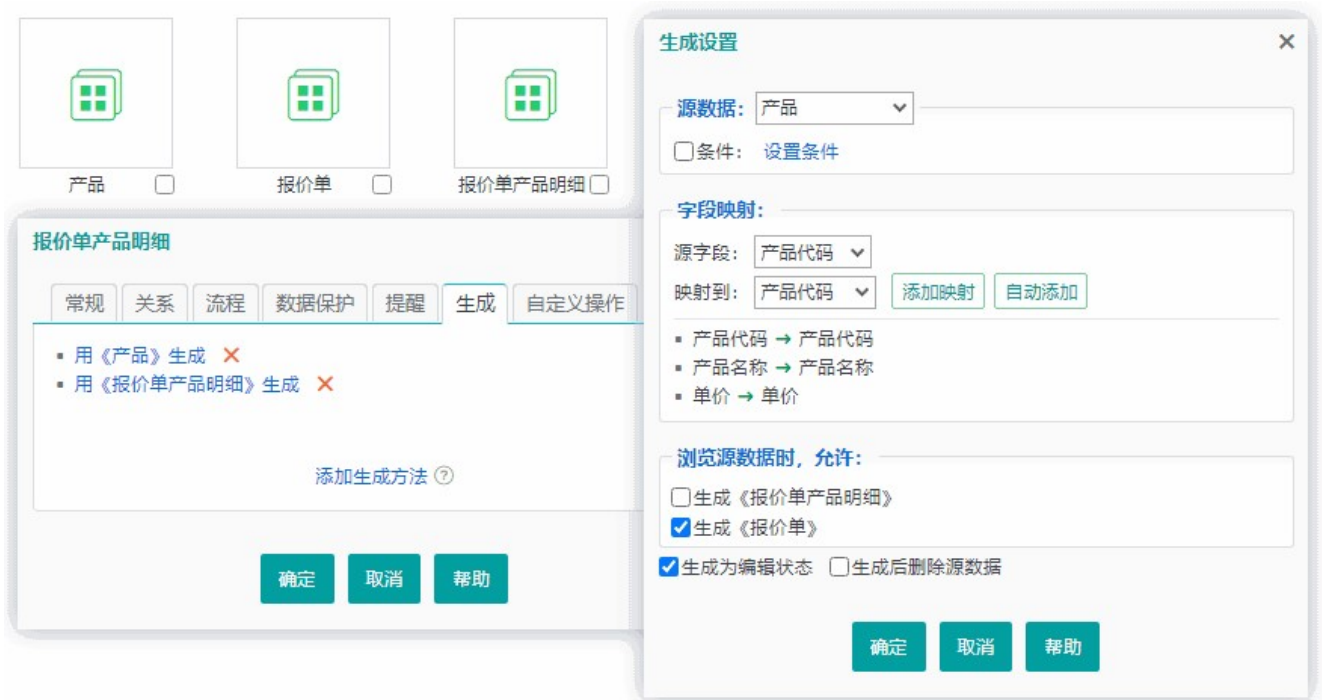 产品
报价单
报价单产品明细
报价单产品明细
常规 关系 流程 数据保护 提醒 生成 自定义操作
用《产品》生成
用《报价单产品明细》生成
添加生成方法 ?
确定 取消 帮助
生成设置
源数据: 产品
条件: 设置条件
字段映射:
源字段: 产品代码
映射到: 产品代码 添加映射 自动添加
产品代码 → 产品代码
产品名称 → 产品名称
单价 → 单价
浏览源数据时，允许:
生成《报价单产品明细》
生成《报价单》
生成为编辑状态 生成后删除源数据
确定 取消 帮助